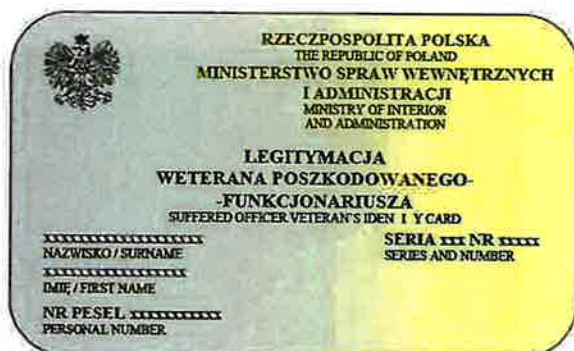 RZECZPOSPOLITA POLSKA
THE REPUBLIC OF POLAND
MINISTERSTWO SPRAW WEWNĘTRZNYCH
I ADMINISTRACJI
MINISTRY OF INTERIOR
AND ADMINISTRATION
LEGITYMACJA
WETERANA POSZKODOWANEGO-
-FUNKCJONARIUSZA
SUFFERED OFFICER VETERAN'S IDEN I Y CARD
xxxxxxxxxxxxxxxxxxxx SERIA xxx NR xxxxx
NAZWISKO / SURNAME SERIES AND NUMBER
xxxxxxxxxxxxxxxxxx
IMIĘ / FIRST NAME
NR PESEL xxxxxxxxxxx
PERSONAL NUMBER